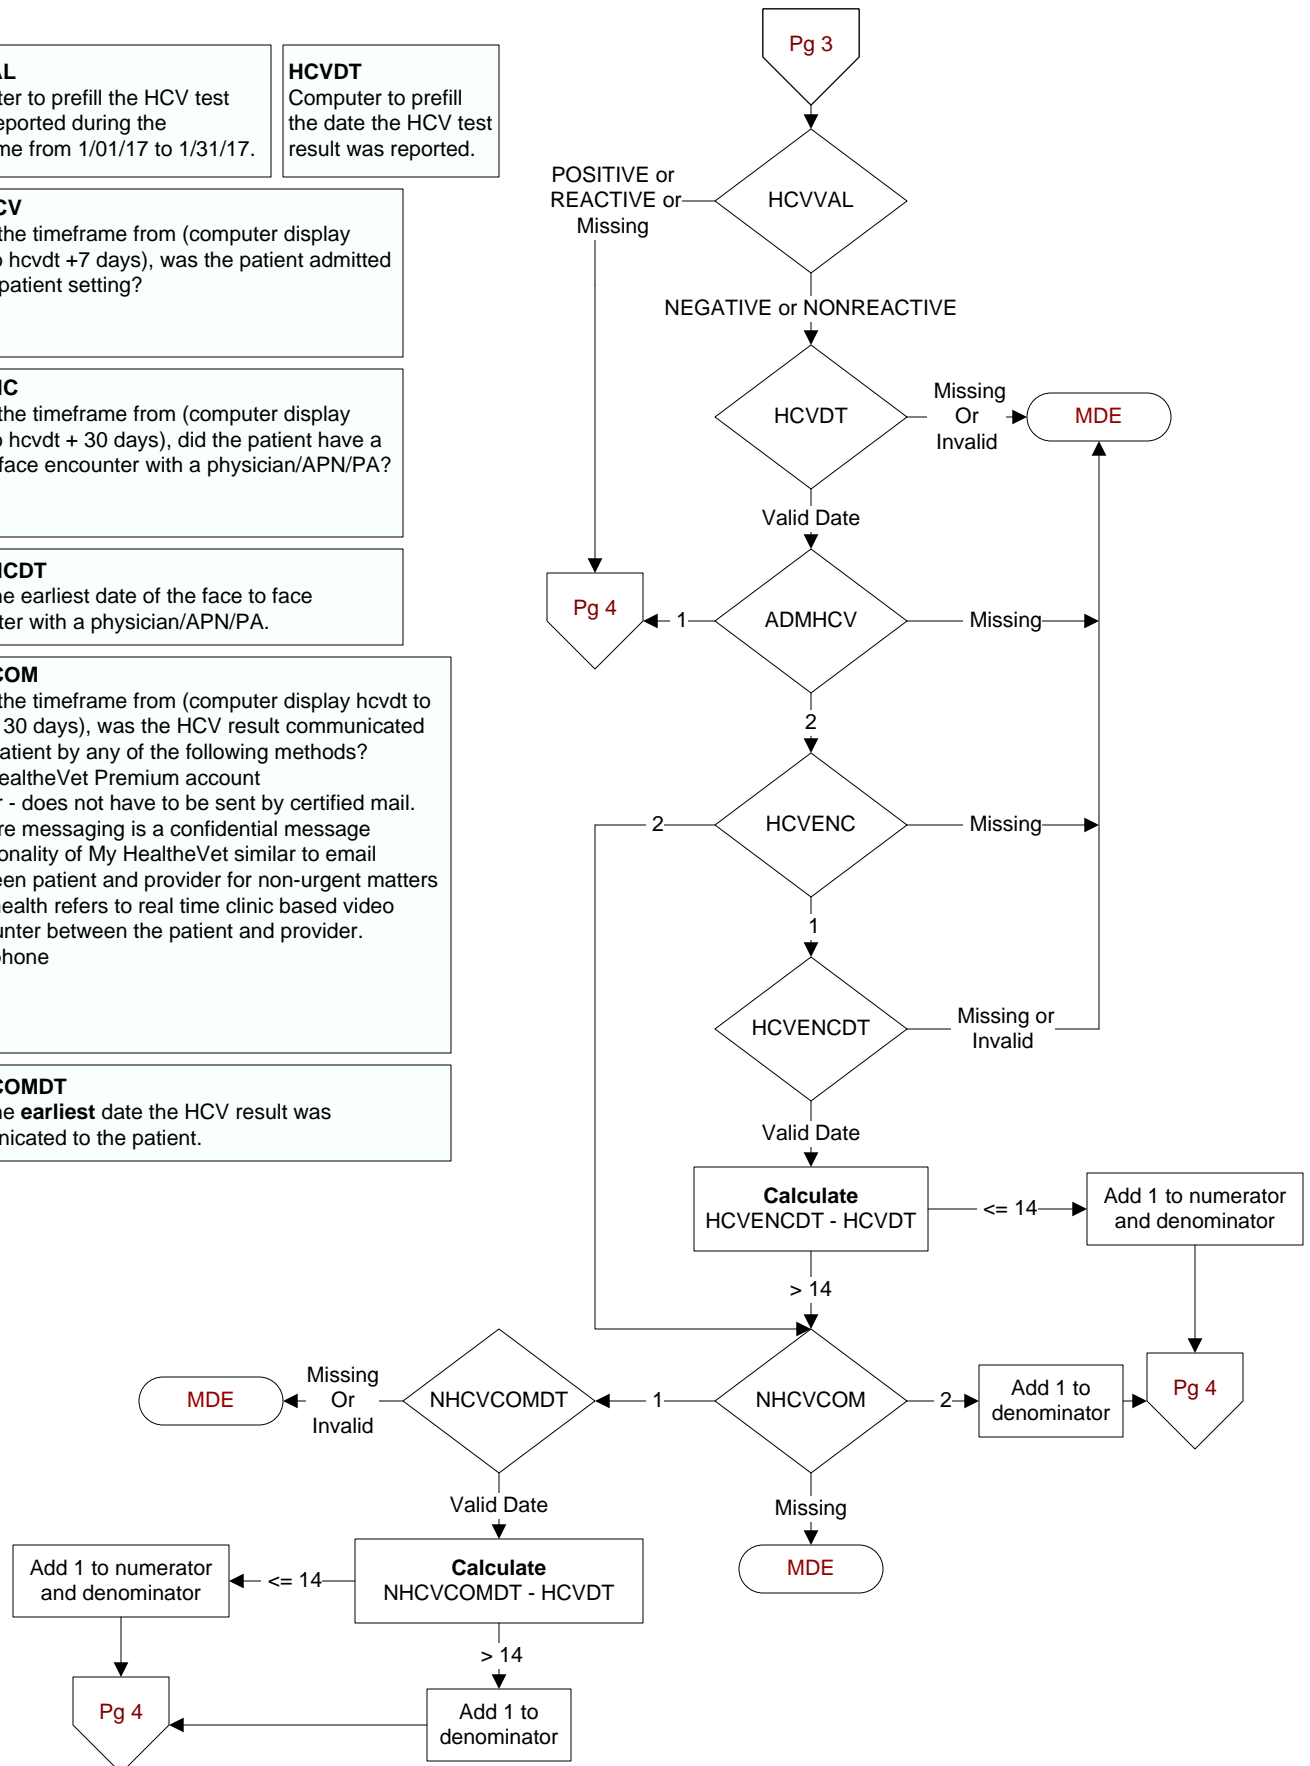 Pg 3
AL
ter to prefill the HCV test
eported during the
me from 1/01/17 to 1/31/17.
HCVDT
Computer to prefill
the date the HCV test
result was reported.
CV
the timeframe from (computer display
o hcvdt +7 days), was the patient admitted
patient setting?
NC
the timeframe from (computer display
o hcvdt + 30 days), did the patient have a
face encounter with a physician/APN/PA?
NCDT
he earliest date of the face to face
ter with a physician/APN/PA.
COM
the timeframe from (computer display hcvdt to
30 days), was the HCV result communicated
atient by any of the following methods?
ealtheVet Premium account
r - does not have to be sent by certified mail.
re messaging is a confidential message
onality of My HealtheVet similar to email
een patient and provider for non-urgent matters
health refers to real time clinic based video
unter between the patient and provider.
phone
COMDT
he earliest date the HCV result was
nicated to the patient.
HCVVAL
POSITIVE or
REACTIVE or
Missing
NEGATIVE or NONREACTIVE
HCVDT
Missing
Or
Invalid
MDE
Valid Date
Pg 4
1
ADMHCV
Missing
2
2
HCVENC
Missing
1
HCVENCDT
Missing or
Invalid
Valid Date
Calculate
HCVENCDT - HCVDT
<= 14
Add 1 to numerator
and denominator
> 14
MDE
Missing
Or
Invalid
NHCVCOMDT
1
NHCVCOM
2
Add 1 to
denominator
Pg 4
Valid Date
Missing
MDE
Add 1 to numerator
and denominator
<= 14
Calculate
NHCVCOMDT - HCVDT
> 14
Pg 4
Add 1 to
denominator